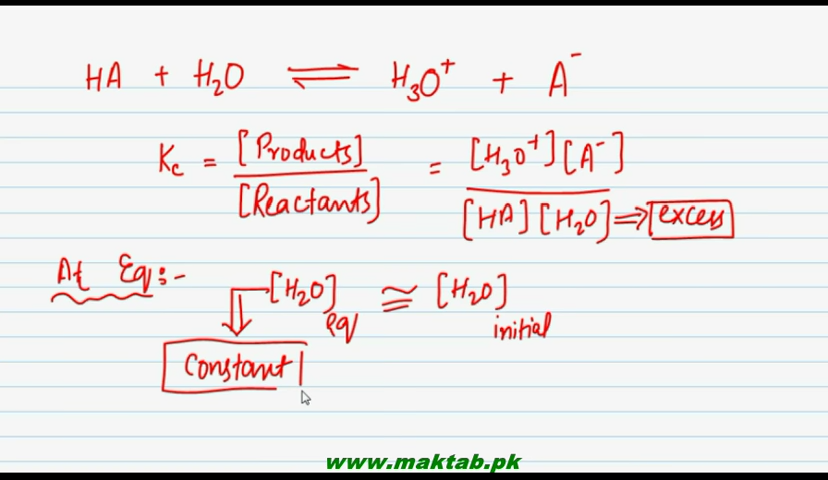 HA + H₂O ⇌ H₃O⁺ + A⁻
Kc = [Products] / [Reactants] = [H₃O⁺][A⁻] / [HA][H₂O] ⇒ excess
At Eq:-
[H₂O]eq ≅ [H₂O]initial
Constant
www.maktab.pk